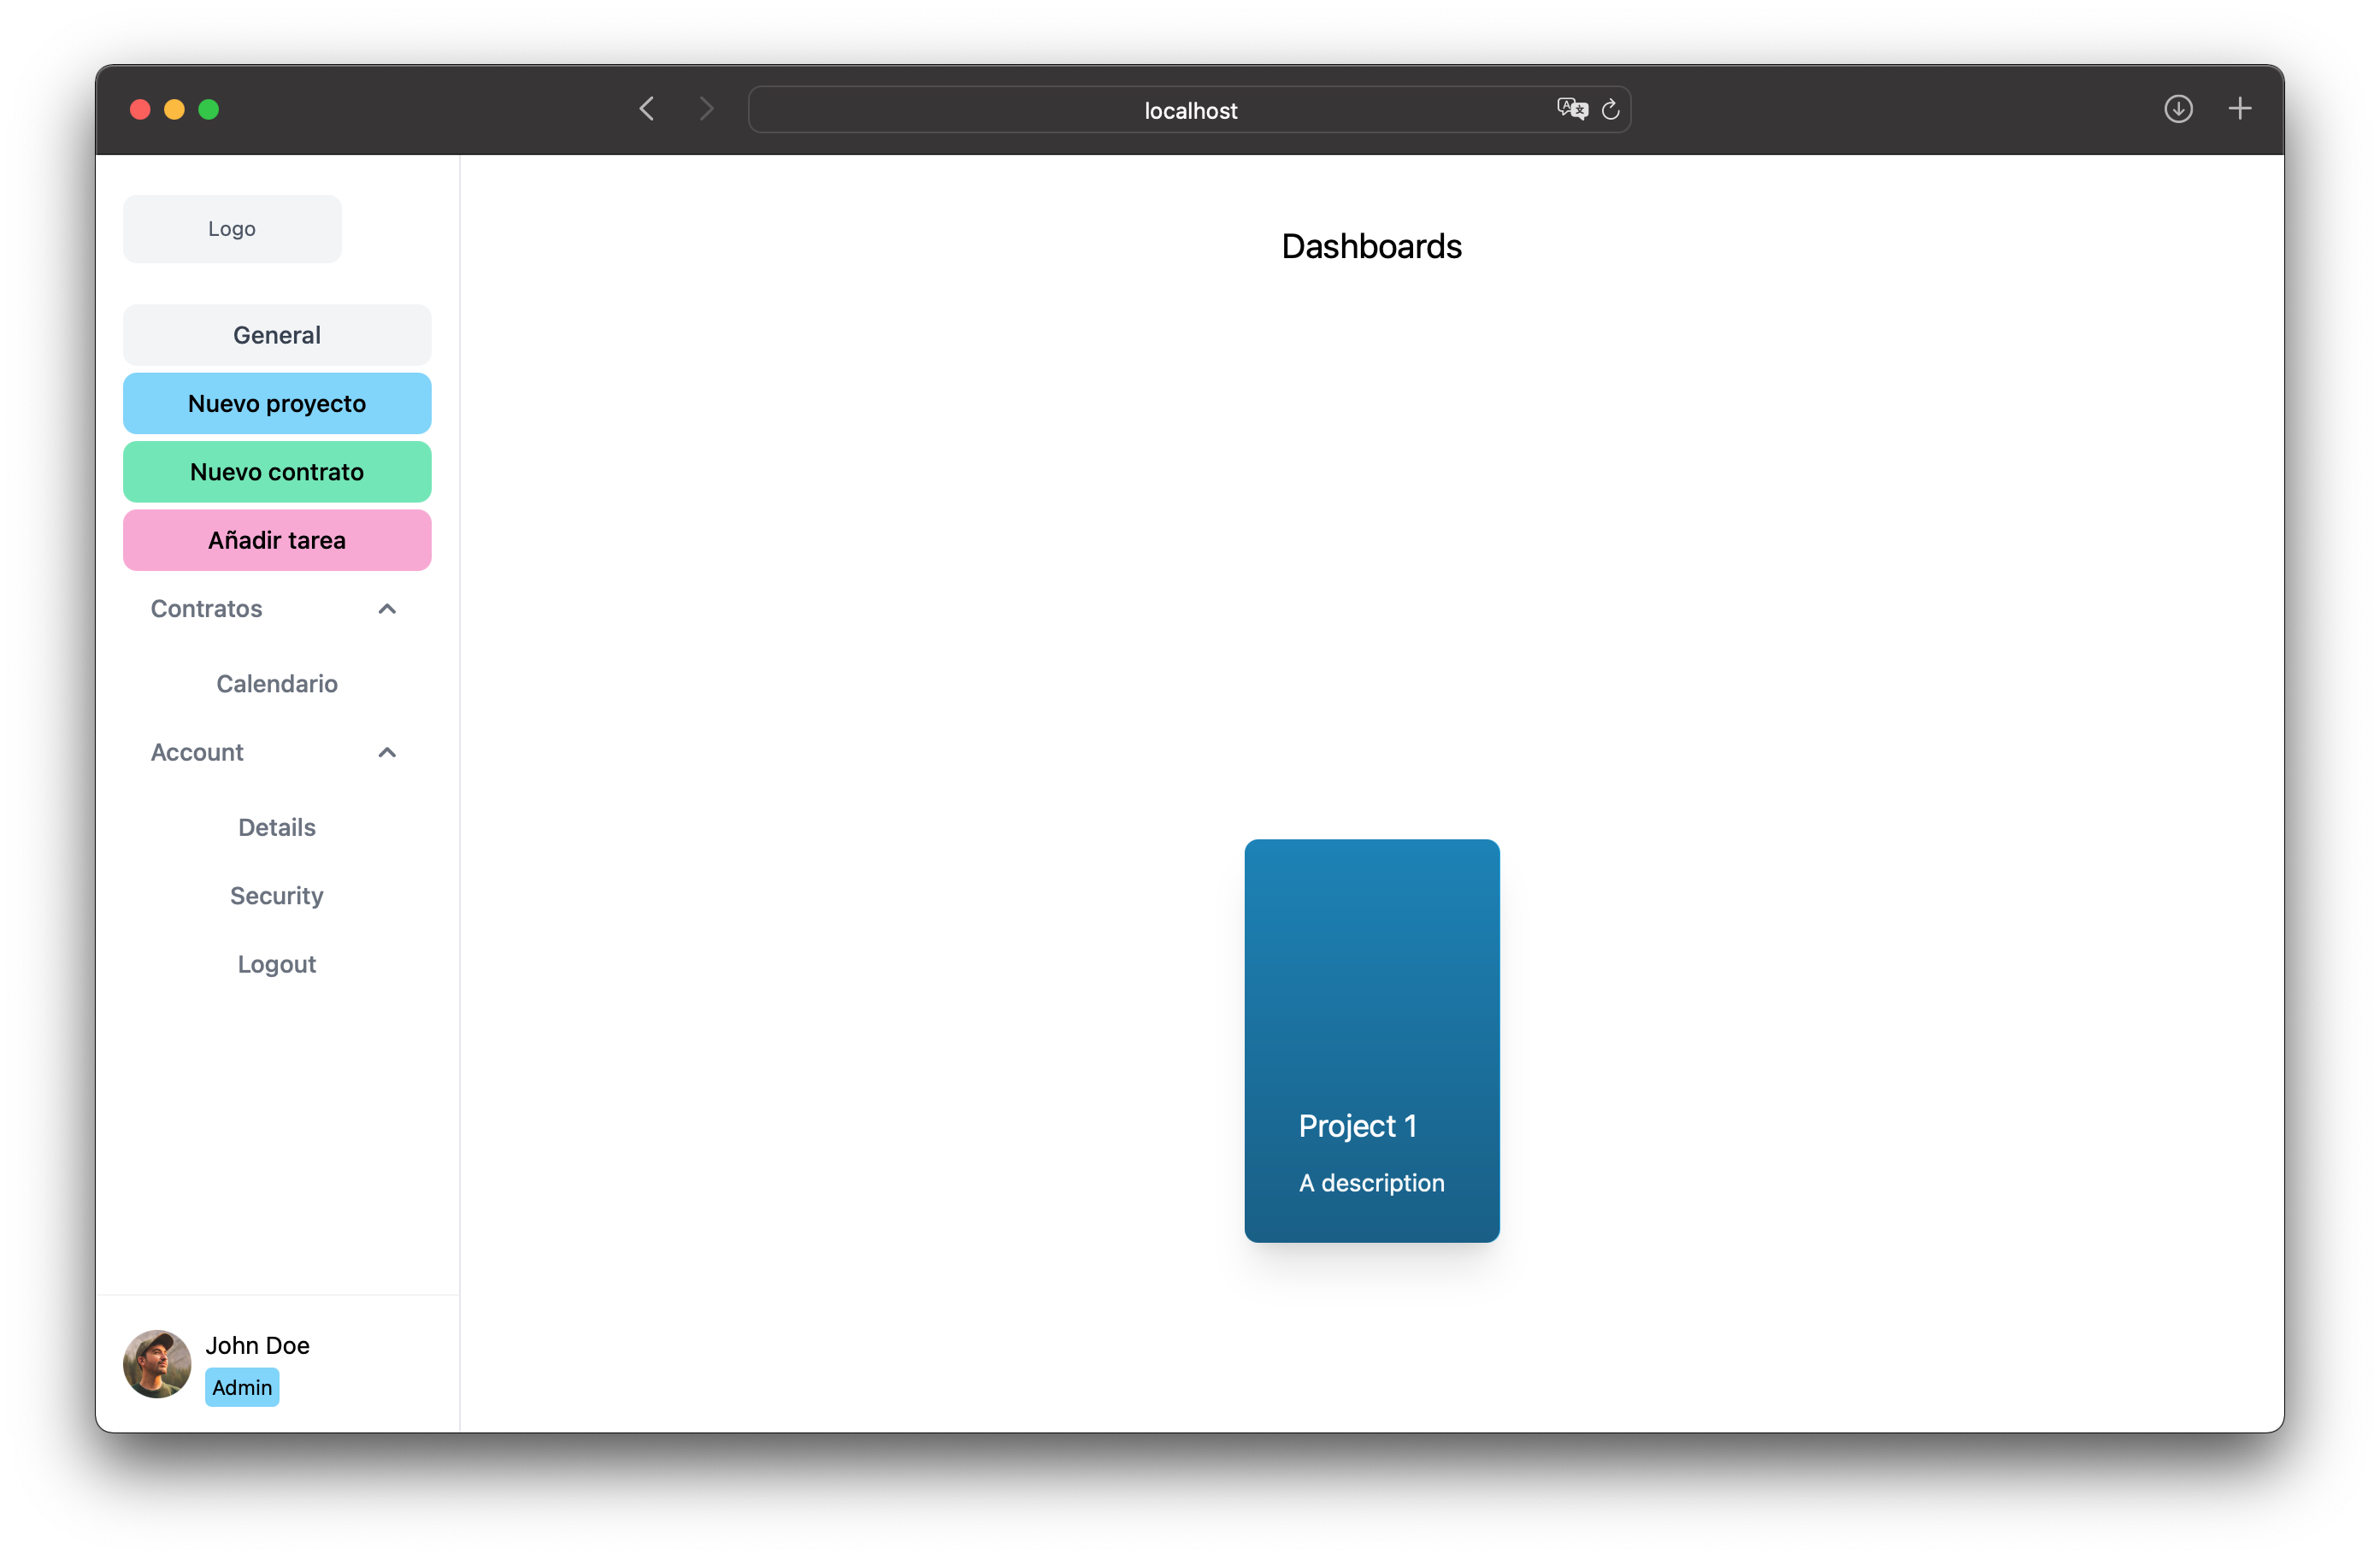 localhost
Logo
General
Nuevo proyecto
Nuevo contrato
Añadir tarea
Contratos
Calendario
Account
Details
Security
Logout
John Doe
Admin
Dashboards
Project 1
A description